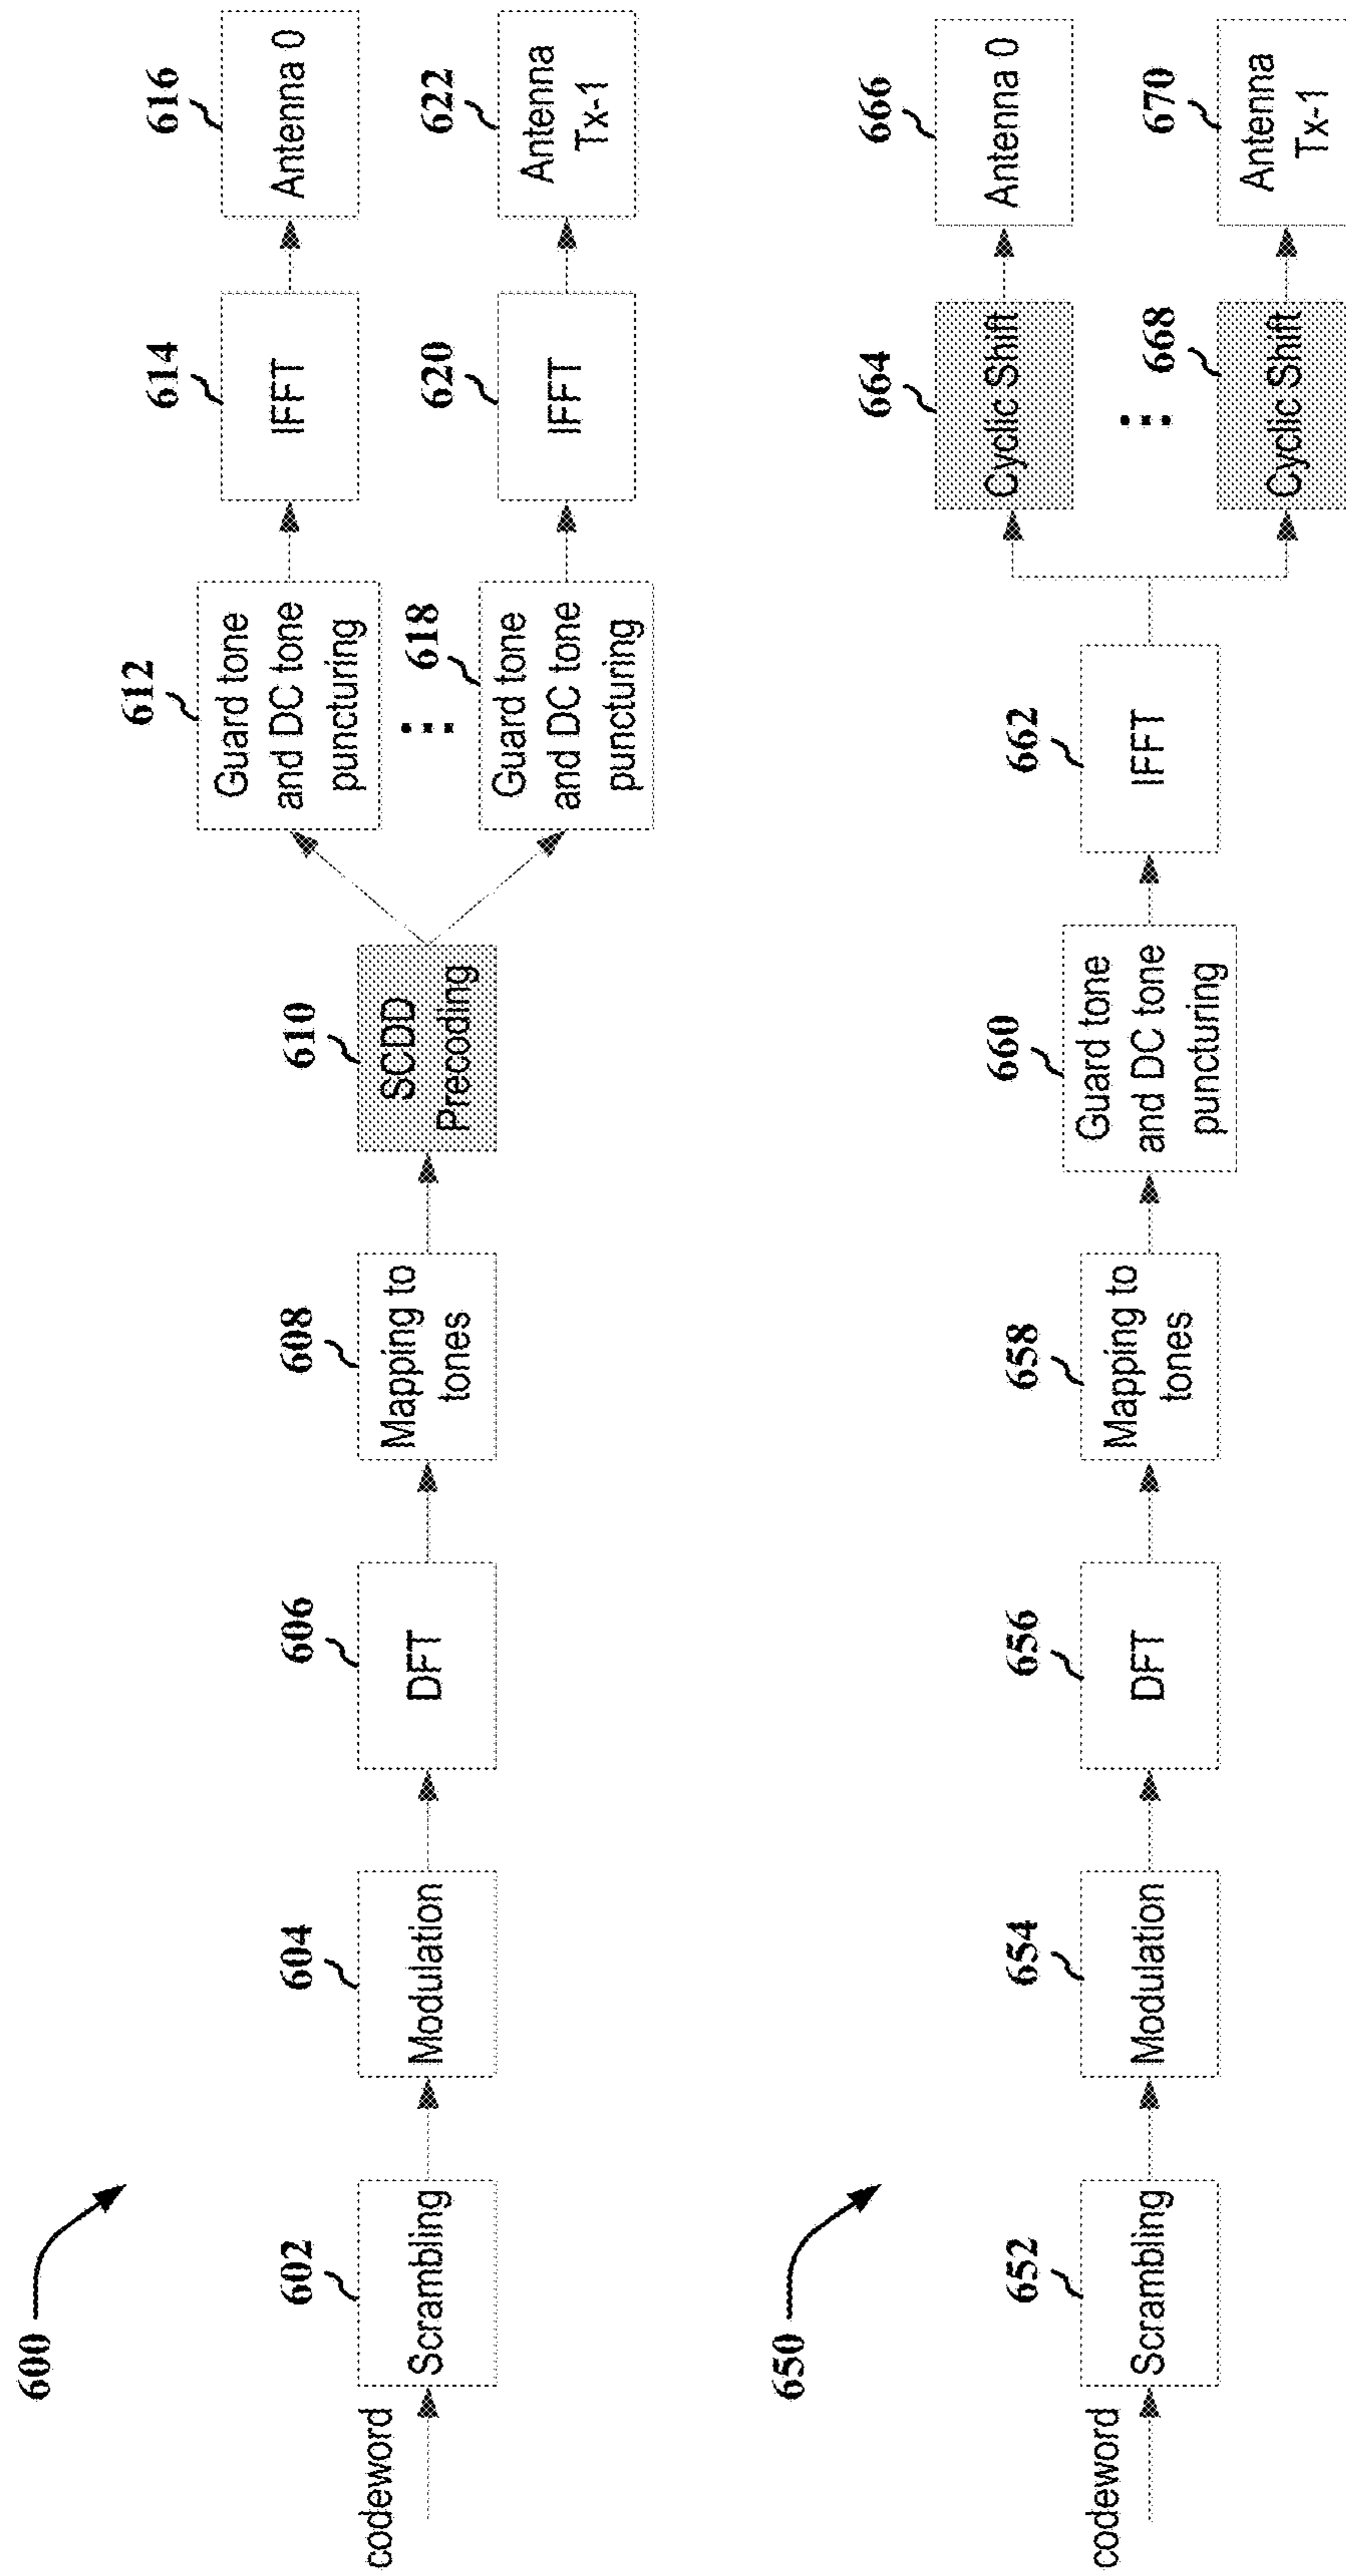 600
codeword
602
Scrambling
604
Modulation
606
DFT
608
Mapping to
tones
610
SCDD
Precoding
612
Guard tone
and DC tone
puncturing
614
IFFT
616
Antenna 0
618
Guard tone
and DC tone
puncturing
620
IFFT
622
Antenna
Tx-1
650
codeword
652
Scrambling
654
Modulation
656
DFT
658
Mapping to
tones
660
Guard tone
and DC tone
puncturing
662
IFFT
664
Cyclic Shift
666
Antenna 0
668
Cyclic Shift
670
Antenna
Tx-1